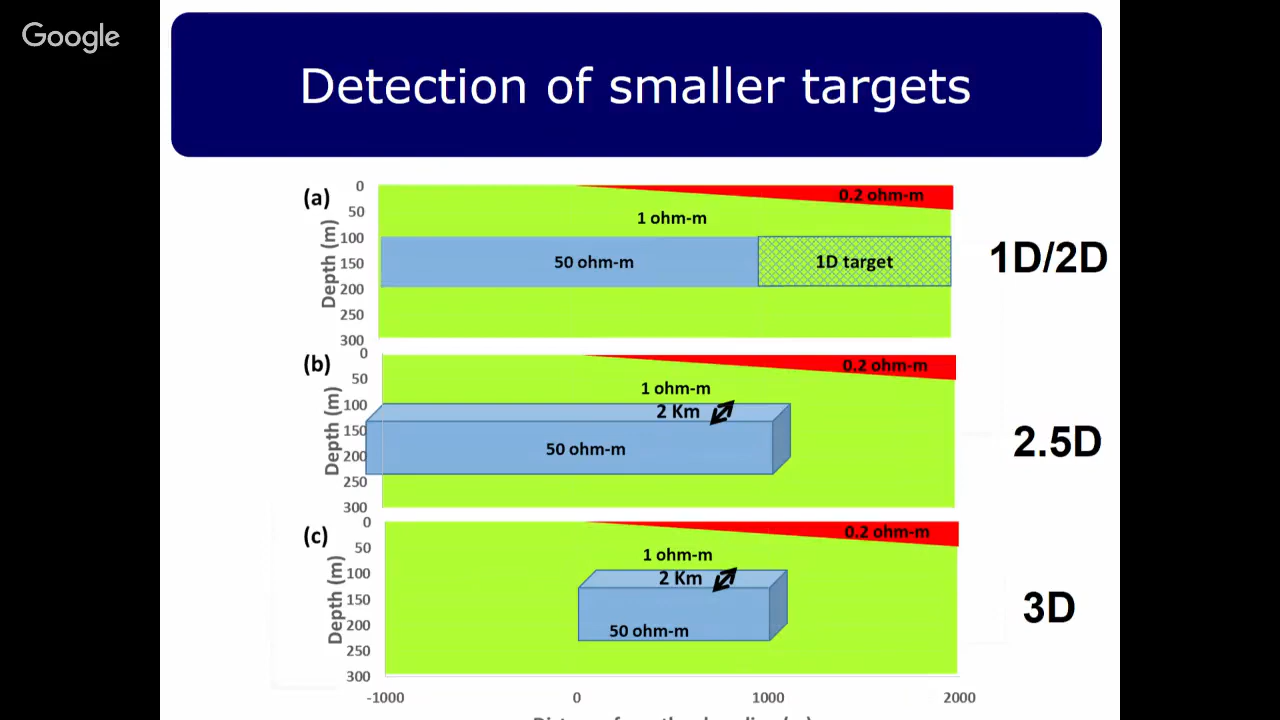 Google
Detection of smaller targets
(a)
0
50
100
150
200
250
300
Depth (m)
0.2 ohm-m
1 ohm-m
50 ohm-m
1D target
1D/2D
(b)
0
50
100
150
200
250
300
Depth (m)
0.2 ohm-m
1 ohm-m
2 Km
50 ohm-m
2.5D
(c)
0
50
100
150
200
250
300
Depth (m)
0.2 ohm-m
1 ohm-m
2 Km
50 ohm-m
3D
-1000 0 1000 2000